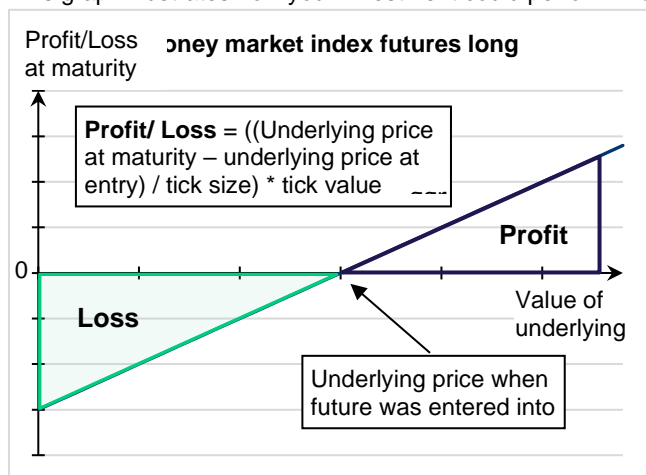 Profit/Loss
at maturity
oney market index futures long
Profit/ Loss = ((Underlying price
at maturity – underlying price at
entry) / tick size) * tick value
Profit
0
Loss
Value of
underlying
Underlying price when
future was entered into